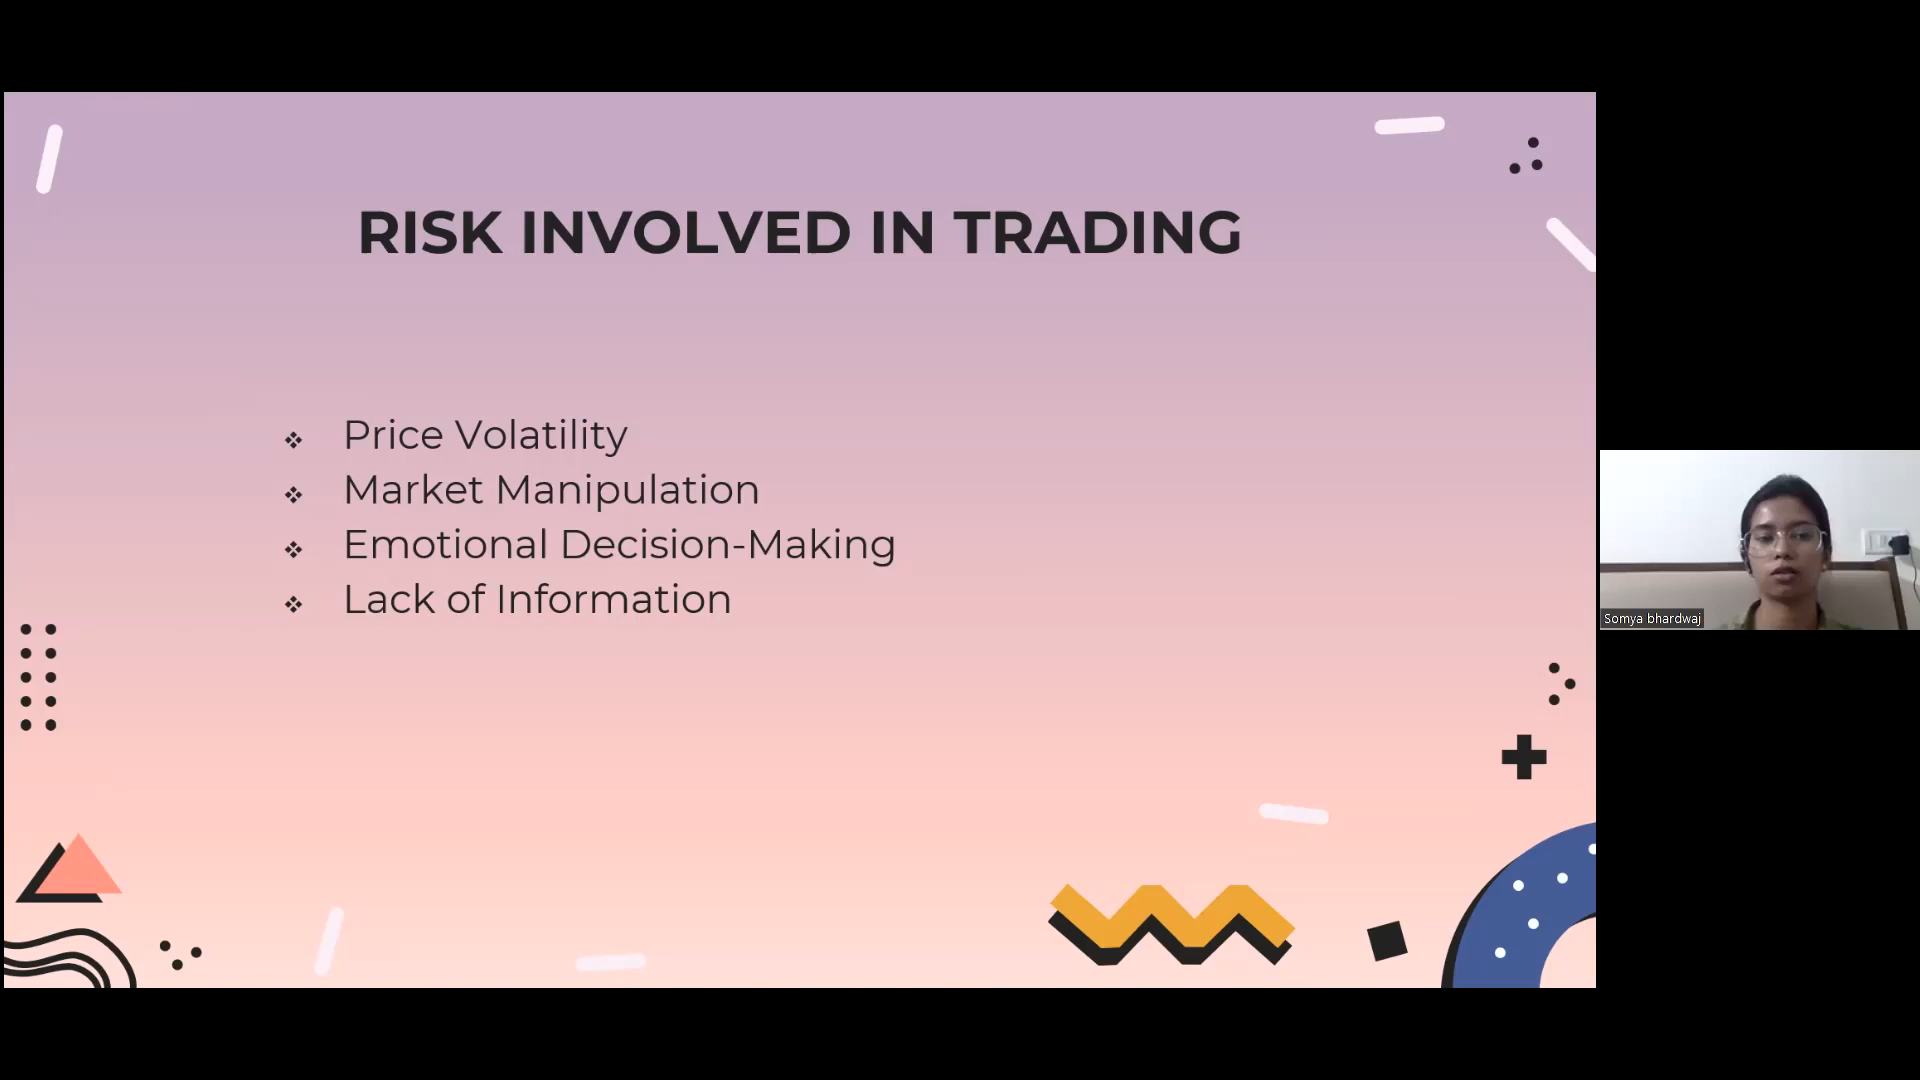 RISK INVOLVED IN TRADING
Price Volatility
Market Manipulation
Emotional Decision-Making
Lack of Information
Somya bhardwaj